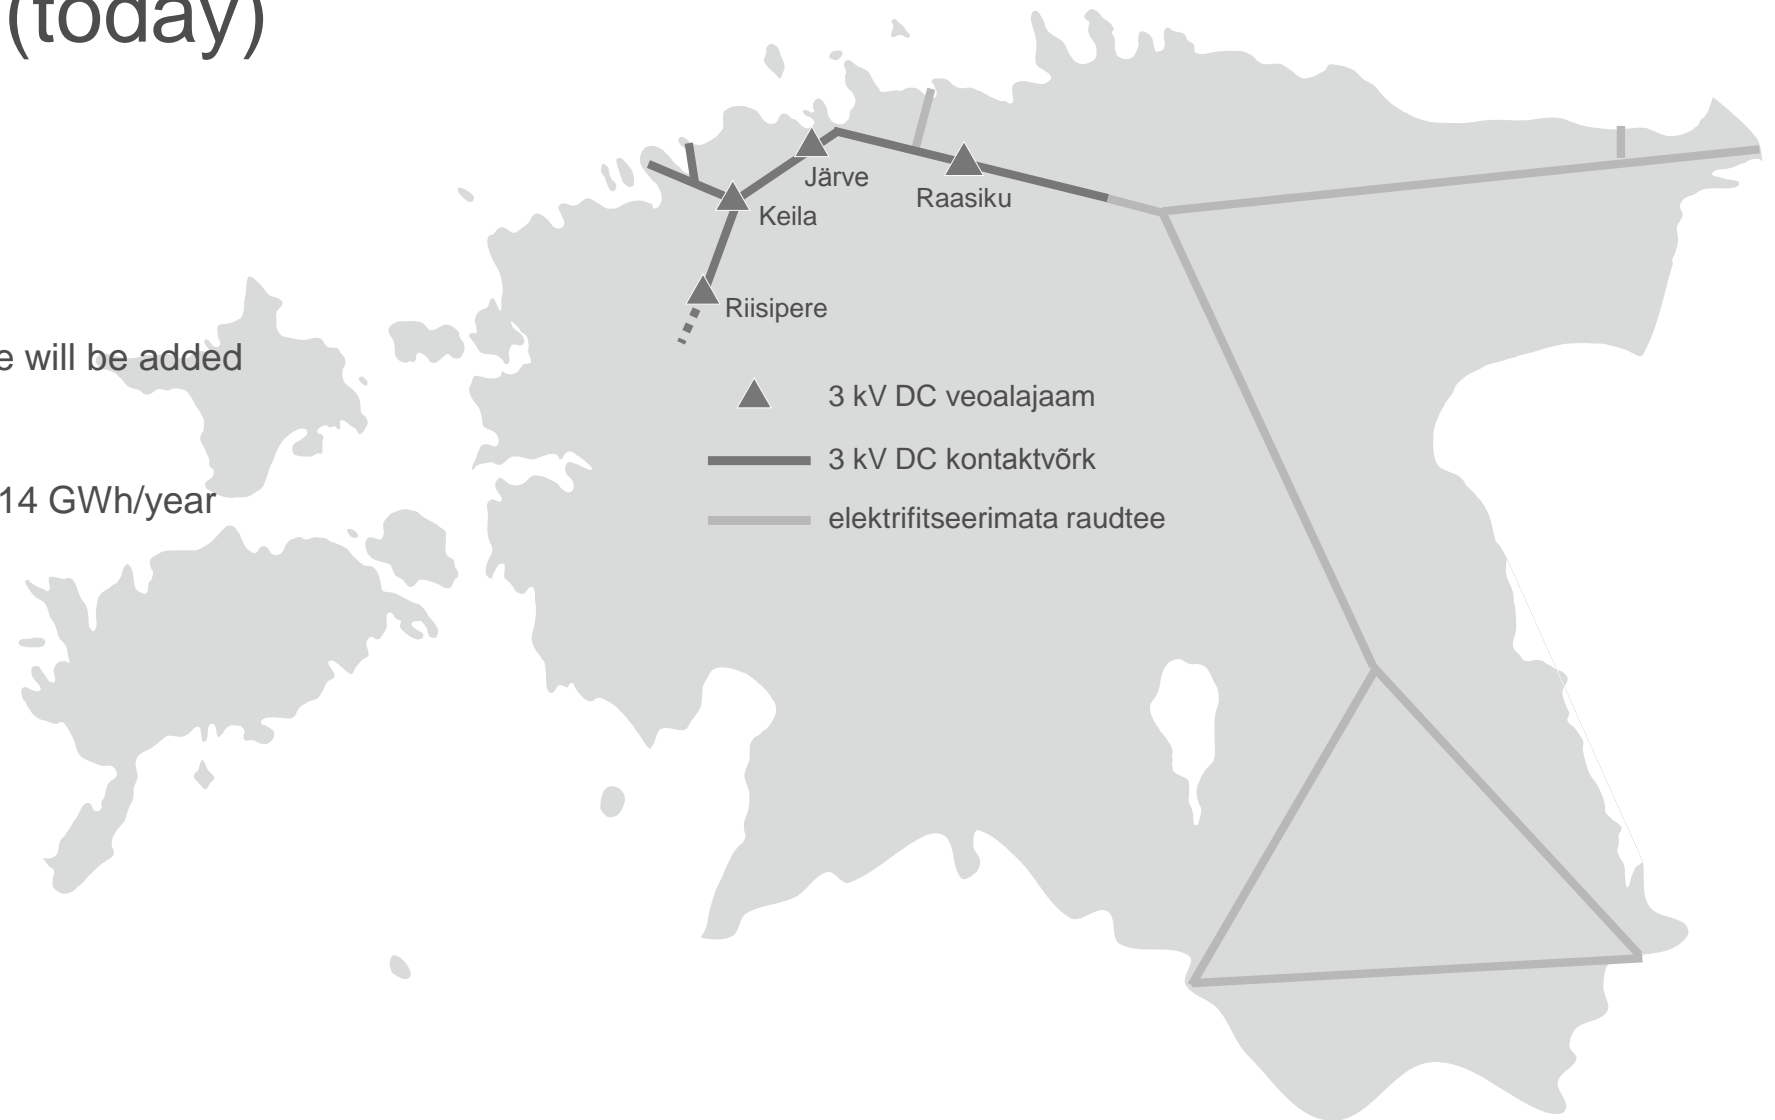 (today)
Järve
Raasiku
Keila
Riisipere
e will be added
3 kV DC veoalajaam
3 kV DC kontaktvõrk
14 GWh/year
elektrifitseerimata raudtee